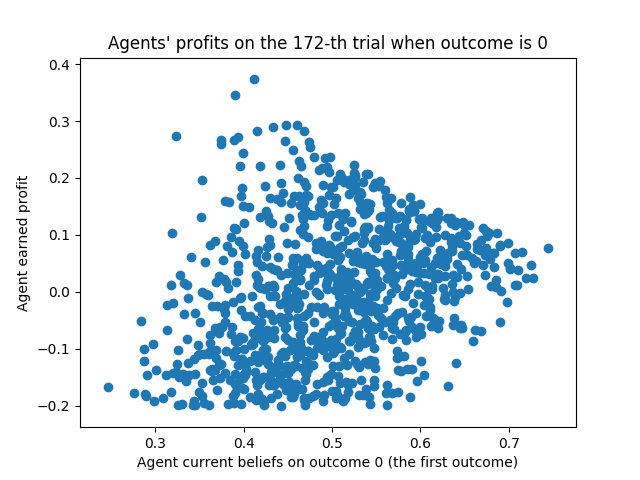 Agents' profits on the 172-th trial when outcome is 0
Agent earned profit
0.4
0.3
0.2
0.1
0.0
−0.1
−0.2
0.3 0.4 0.5 0.6 0.7
Agent current beliefs on outcome 0 (the first outcome)